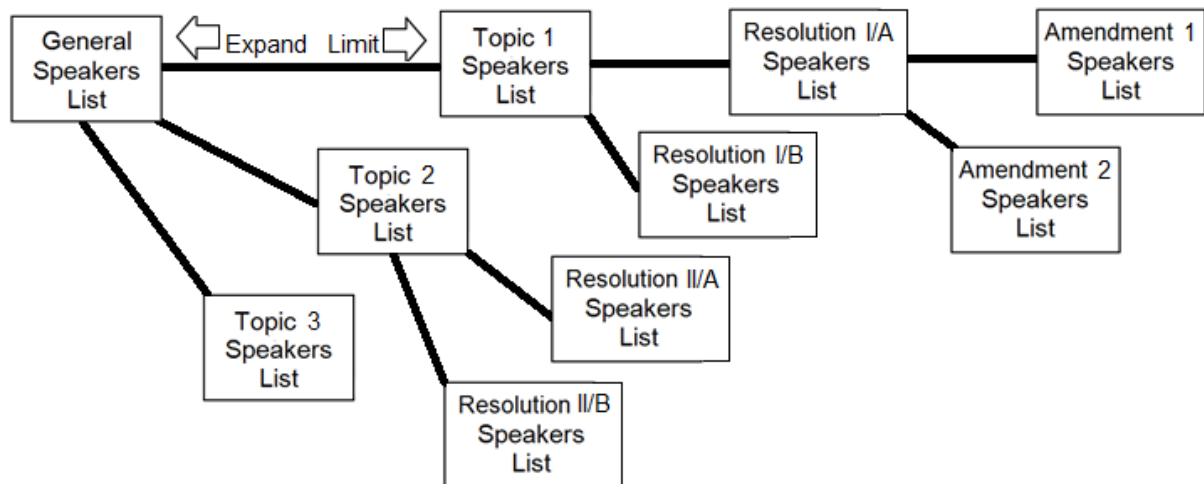 General
Speakers
List
Expand Limit
Topic 1
Speakers
List
Resolution I/A
Speakers
List
Amendment 1
Speakers
List
Resolution I/B
Speakers
List
Amendment 2
Speakers
List
Topic 2
Speakers
List
Resolution II/A
Speakers
List
Topic 3
Speakers
List
Resolution II/B
Speakers
List